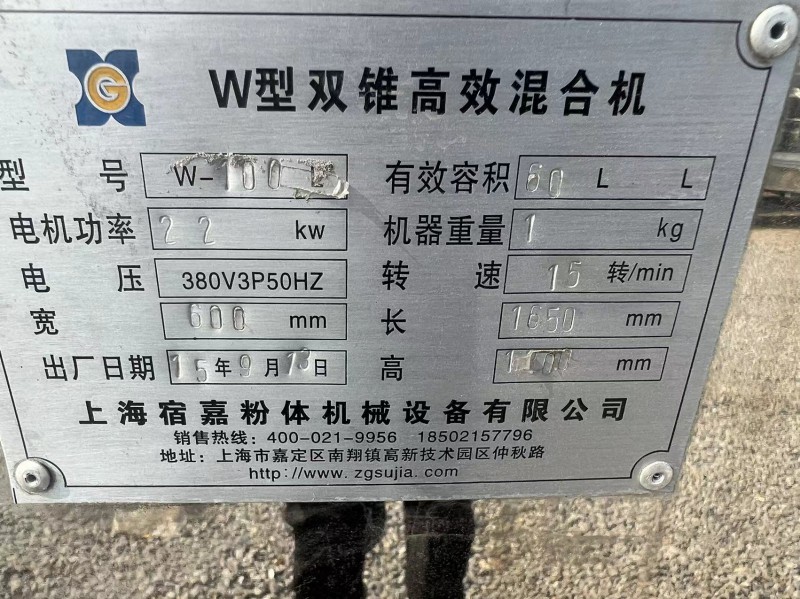 G
W型双锥高效混合机
型 号 W-100L 有效容积 60 L L
电机功率 22 kw 机器重量 1 kg
电 压 380V3P50HZ 转 速 15 转/min
宽 600 mm 长 1650 mm
出厂日期 15年9月13日 高 mm
上海宿嘉粉体机械设备有限公司
销售热线: 400-021-9956 18502157796
地址: 上海市嘉定区南翔镇高新技术园区仲秋路
http://www.zgsujia.com